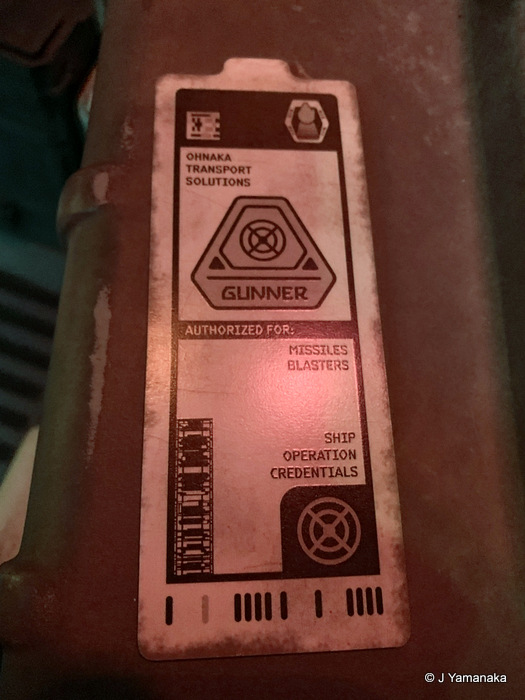 OHNAKA
TRANSPORT
SOLUTIONS
GUNNER
AUTHORIZED FOR:
MISSILES
BLASTERS
SHIP
OPERATION
CREDENTIALS
© J Yamanaka